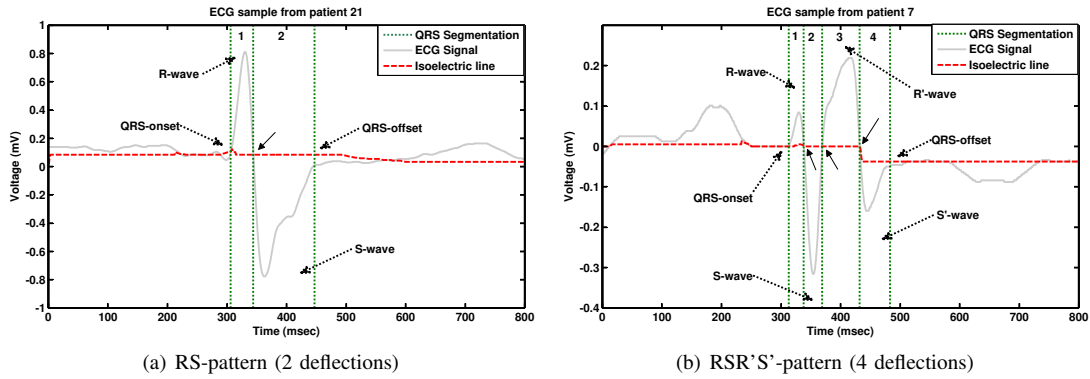 ECG sample from patient 21
1 2
QRS Segmentation
ECG Signal
Isoelectric line
R-wave
QRS-onset
QRS-offset
S-wave
Voltage (mV)
1
0.8
0.6
0.4
0.2
0
-0.2
-0.4
-0.6
-0.8
-1
0 100 200 300 400 500 600 700 800
Time (msec)
(a) RS-pattern (2 deflections)
ECG sample from patient 7
1 2 3 4
QRS Segmentation
ECG Signal
Isoelectric line
R-wave
R'-wave
QRS-offset
QRS-onset
S'-wave
S-wave
Voltage (mV)
0.3
0.2
0.1
0
-0.1
-0.2
-0.3
-0.4
0 100 200 300 400 500 600 700 800
Time (msec)
(b) RSR'S'-pattern (4 deflections)